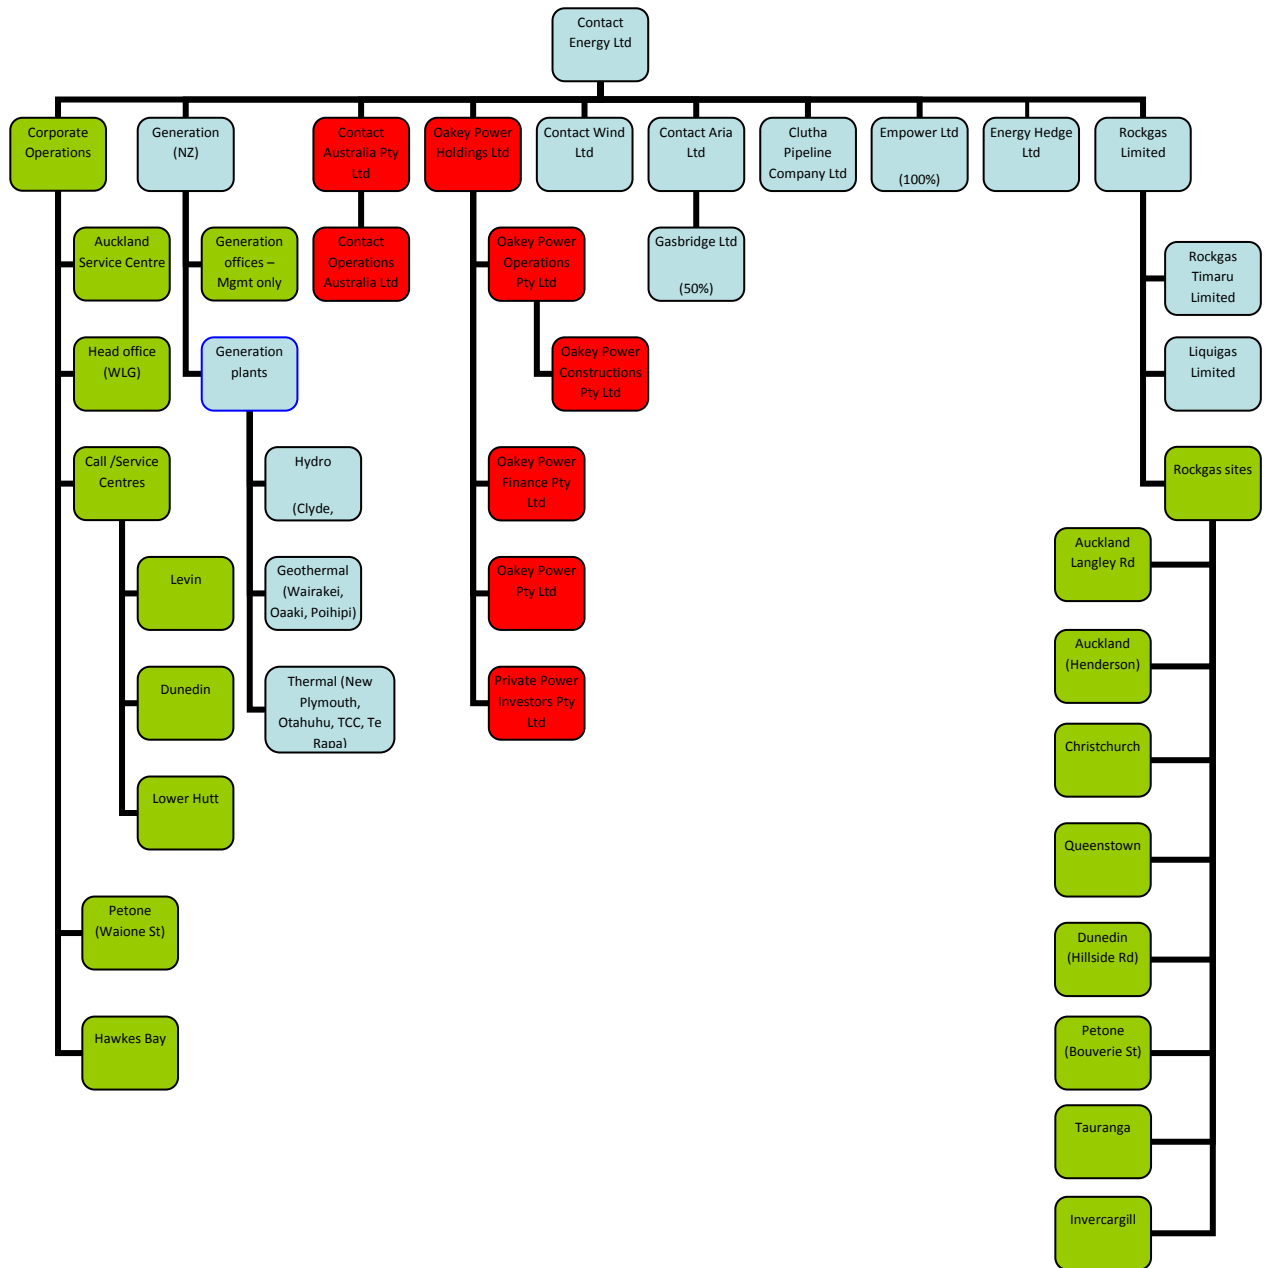 Contact
Energy Ltd
Corporate
Operations
Generation
(NZ)
Contact
Australia Pty
Ltd
Oakey Power
Holdings Ltd
Contact Wind
Ltd
Contact Aria
Ltd
Clutha
Pipeline
Company Ltd
Empower Ltd
(100%)
Energy Hedge
Ltd
Rockgas
Limited
Auckland
Service Centre
Generation
offices –
Mgmt only
Contact
Operations
Australia Ltd
Oakey Power
Operations
Pty Ltd
Gasbridge Ltd
(50%)
Rockgas
Timaru
Limited
Head office
(WLG)
Generation
plants
Oakey Power
Constructions
Pty Ltd
Liquigas
Limited
Call /Service
Centres
Hydro
(Clyde,
Oakey Power
Finance Pty
Ltd
Rockgas sites
Levin
Geothermal
(Wairakei,
Oaaki, Poihipi)
Oakey Power
Pty Ltd
Auckland
Langley Rd
Dunedin
Thermal (New
Plymouth,
Otahuhu, TCC, Te
Rapa)
Private Power
Investors Pty
Ltd
Auckland
(Henderson)
Christchurch
Lower Hutt
Queenstown
Petone
(Waione St)
Dunedin
(Hillside Rd)
Hawkes Bay
Petone
(Bouverie St)
Tauranga
Invercargill